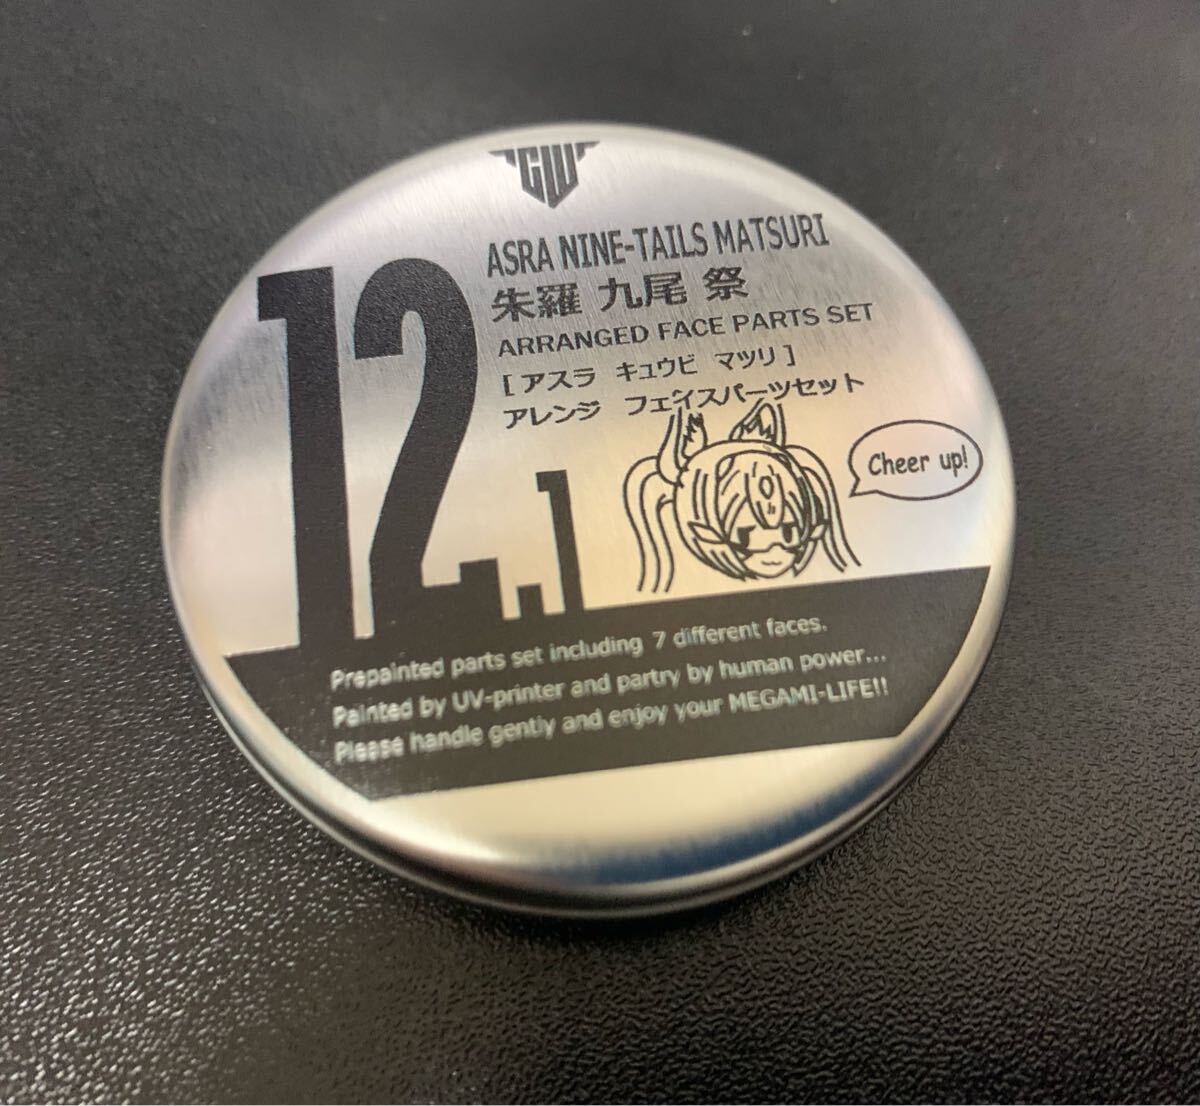 GW
12.1
ASRA NINE-TAILS MATSURI
朱羅 九尾 祭
ARRANGED FACE PARTS SET
[ アスラ キュウビ マツリ ]
アレンジ フェイスパーツセット
Cheer up!
Prepainted parts set including 7 different faces.
Painted by UV-printer and partry by human power...
Please handle gently and enjoy your MEGAMI-LIFE!!